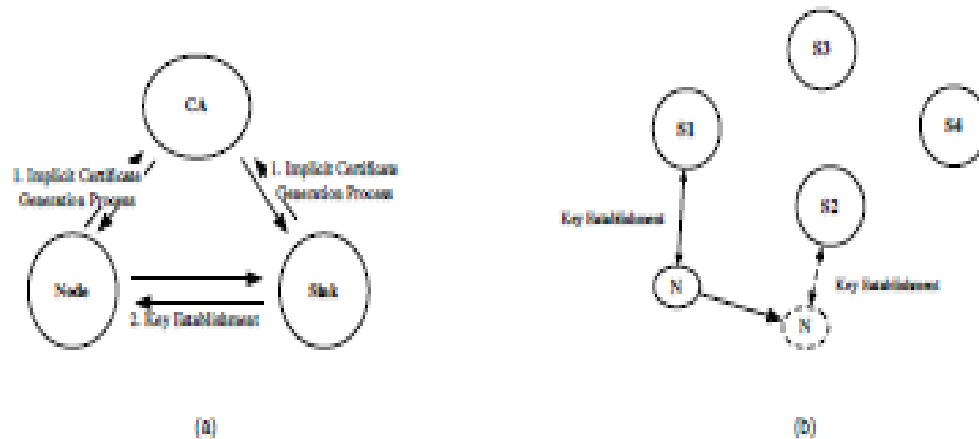 CA
1. Implicit Certificate
Generation Process
1. Implicit Certificate
Generation Process
Node
Sink
2. Key Establishment
(a)
S3
S1
S4
S2
Key Establishment
N
Key Establishment
N
(b)